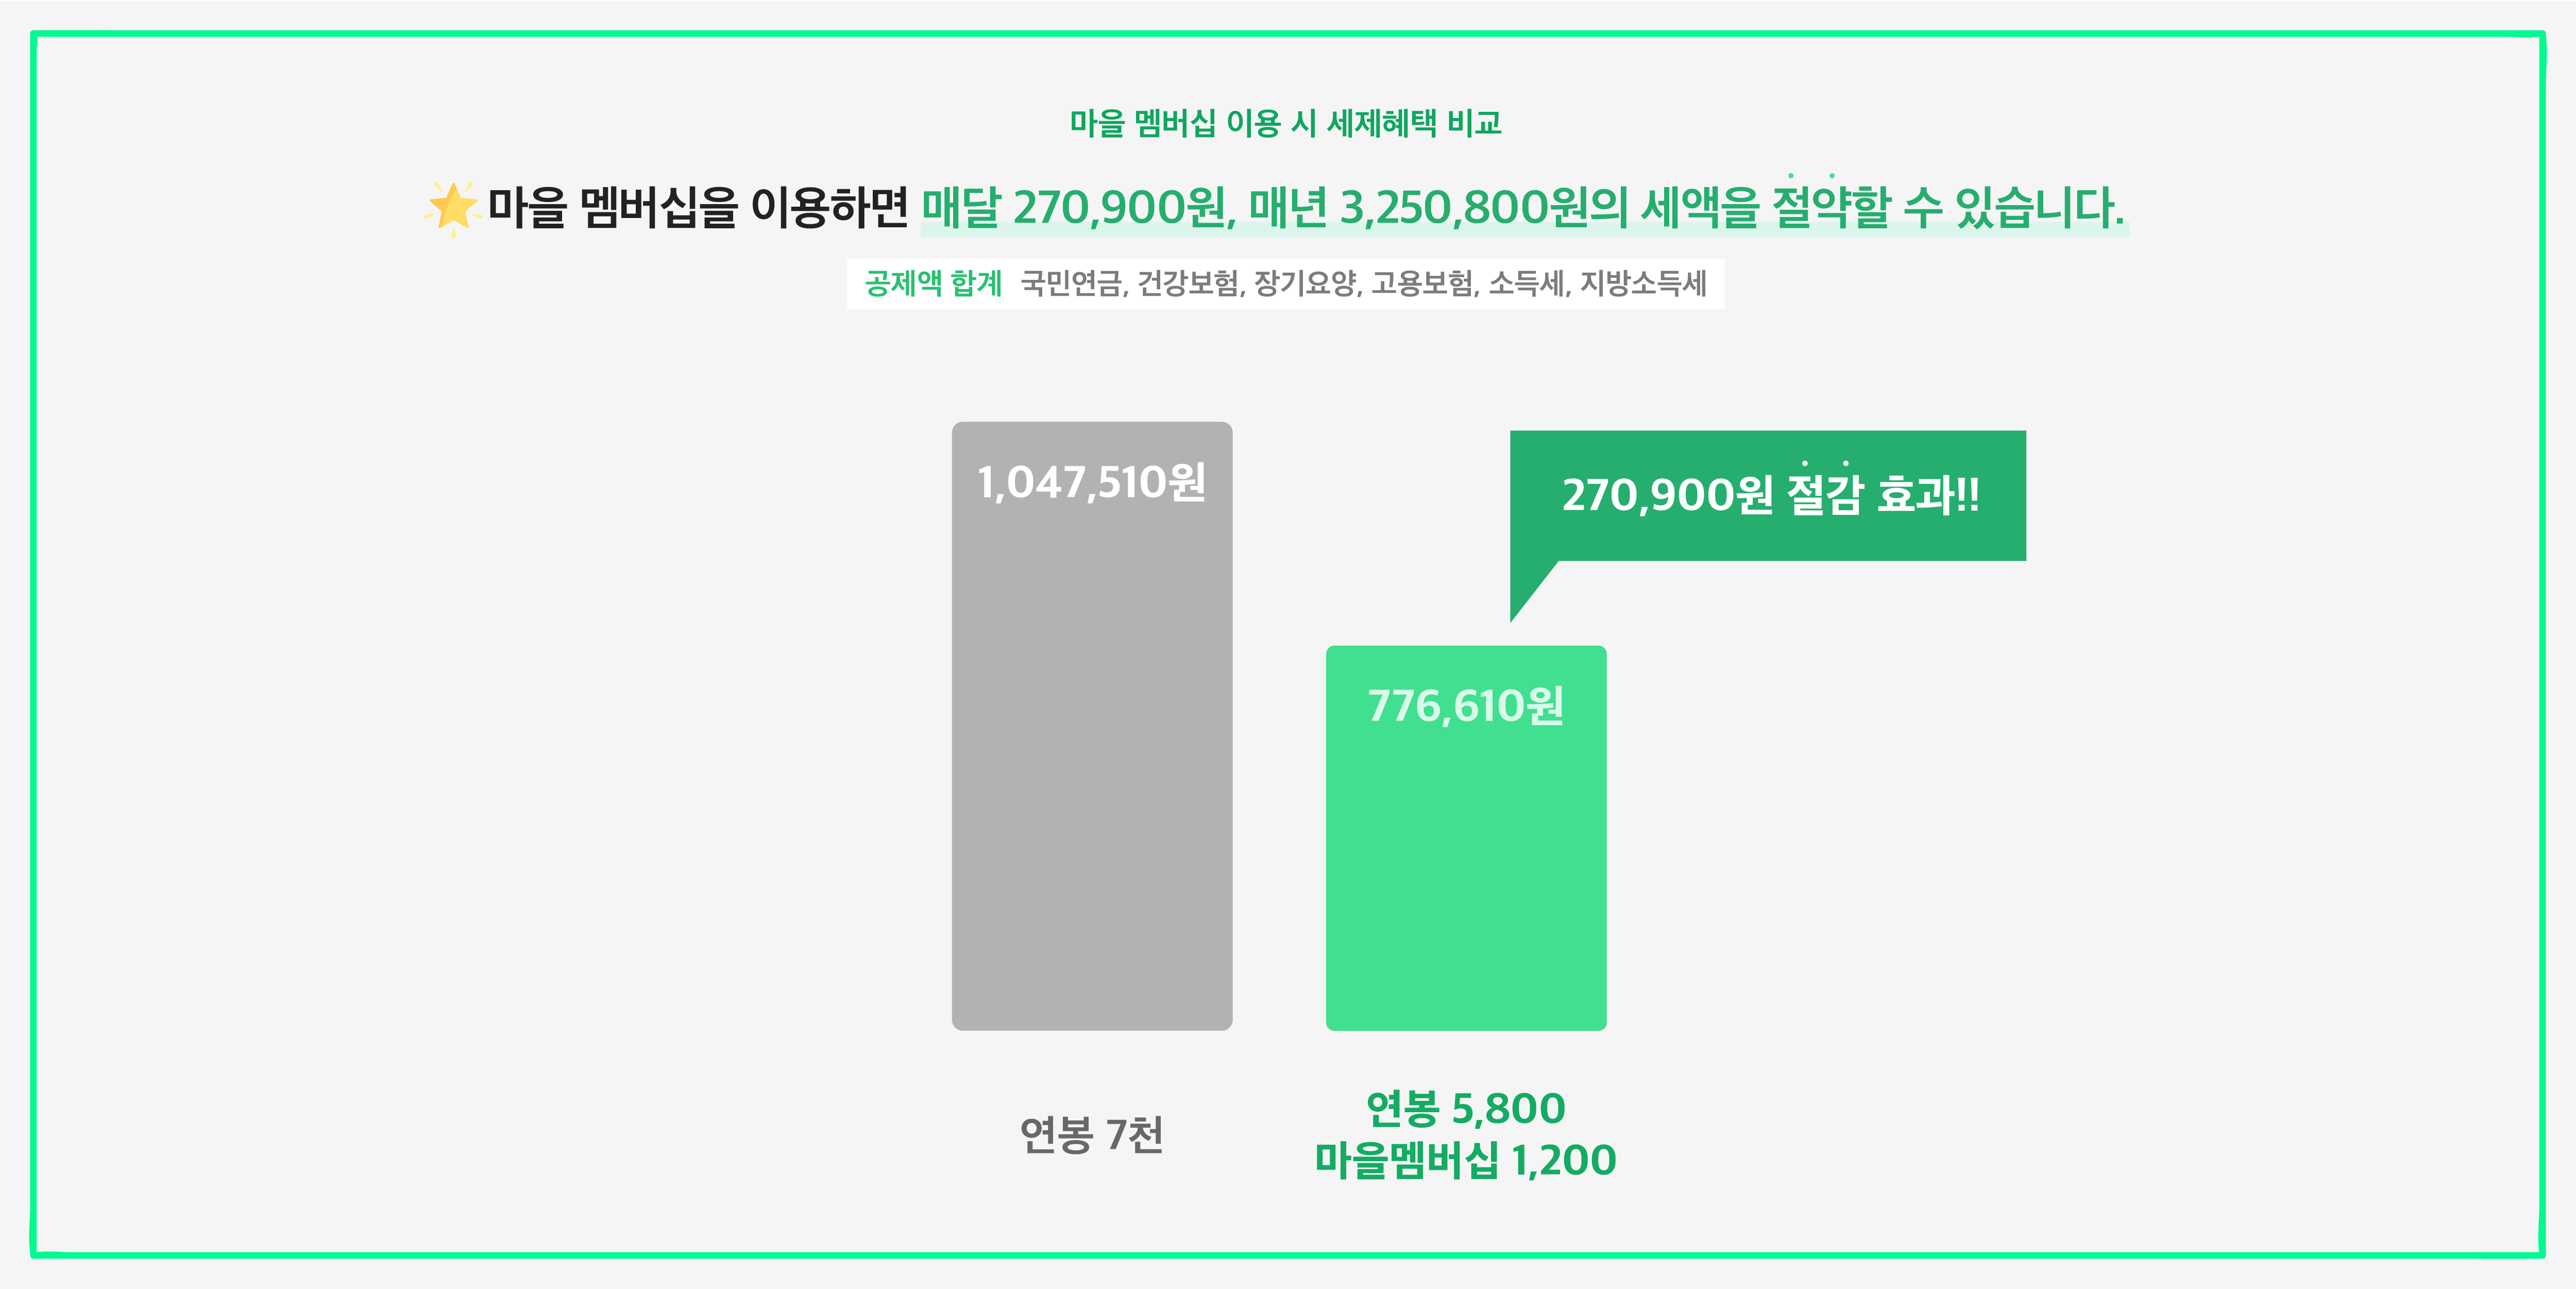 마을 멤버십 이용 시 세제혜택 비교
마을 멤버십을 이용하면 매달 270,900원, 매년 3,250,800원의 세액을 절약할 수 있습니다.
공제액 합계 국민연금, 건강보험, 장기요양, 고용보험, 소득세, 지방소득세
1,047,510원
270,900원 절감 효과!!
776,610원
연봉 7천
연봉 5,800
마을멤버십 1,200